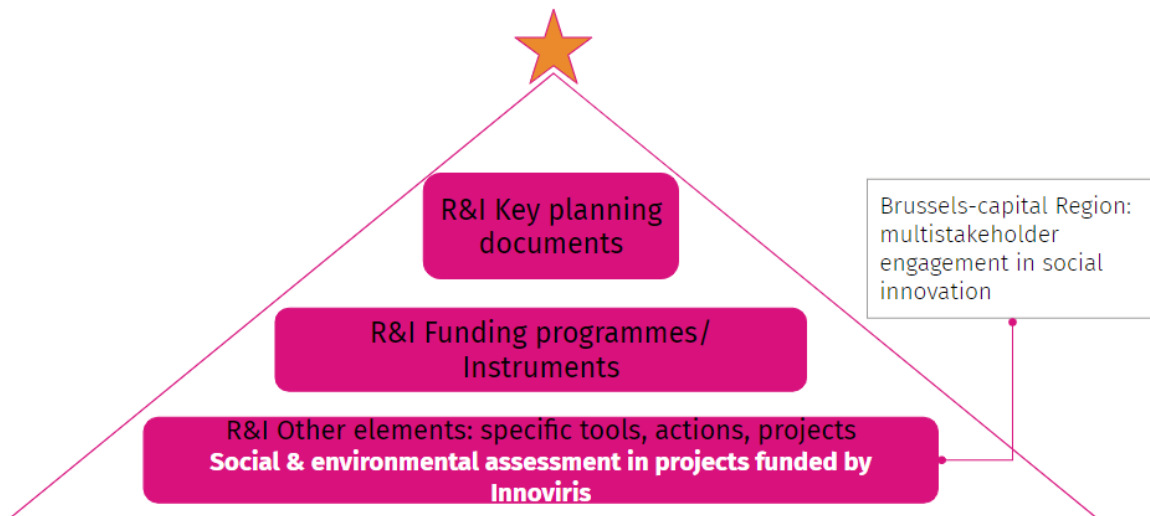 R&I Key planning
documents
Brussels-capital Region:
multistakeholder
engagement in social
innovation
R&I Funding programmes/
Instruments
R&I Other elements: specific tools, actions, projects
Social & environmental assessment in projects funded by
Innoviris